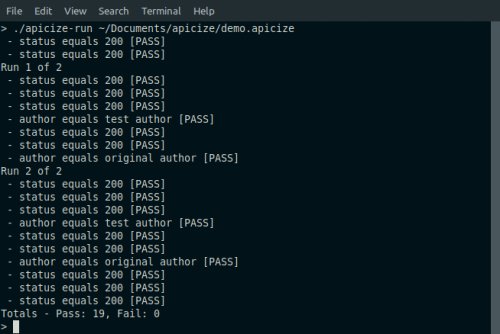 File Edit View Search Terminal Help
> ./apicize-run ~/Documents/apicize/demo.apicize
- status equals 200 [PASS]
- status equals 200 [PASS]
Run 1 of 2
- status equals 200 [PASS]
- status equals 200 [PASS]
- status equals 200 [PASS]
- author equals test author [PASS]
- status equals 200 [PASS]
- status equals 200 [PASS]
- author equals original author [PASS]
Run 2 of 2
- status equals 200 [PASS]
- status equals 200 [PASS]
- status equals 200 [PASS]
- author equals test author [PASS]
- status equals 200 [PASS]
- status equals 200 [PASS]
- author equals original author [PASS]
- status equals 200 [PASS]
- status equals 200 [PASS]
- status equals 200 [PASS]
Totals - Pass: 19, Fail: 0
>